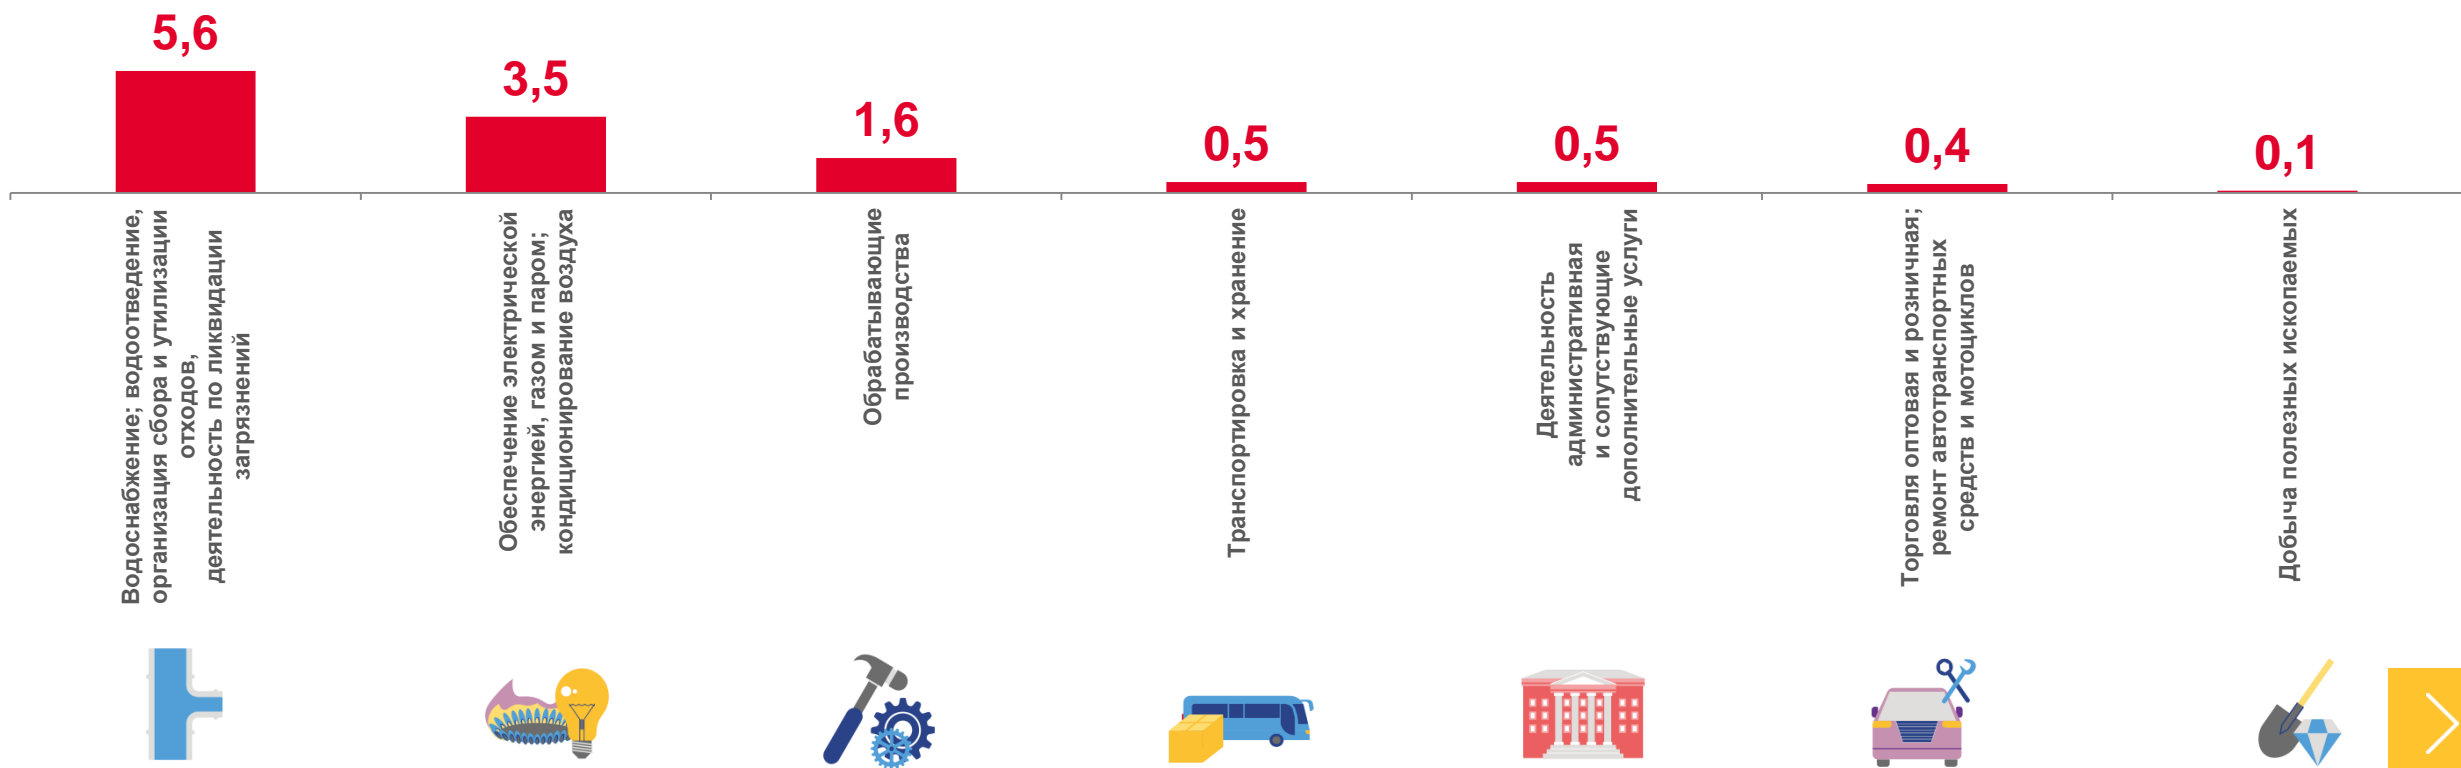 5,6
3,5
1,6
0,5
0,5
0,4
0,1
Водоснабжение; водоотведение,
организация сбора и утилизации
отходов,
деятельность по ликвидации
загрязнений
Обеспечение электрической
энергией, газом и паром;
кондиционирование воздуха
Обрабатывающие
производства
Транспортировка и хранение
Деятельность
административная
и сопутствующие
дополнительные услуги
Торговля оптовая и розничная;
ремонт автотранспортных
средств и мотоциклов
Добыча полезных ископаемых